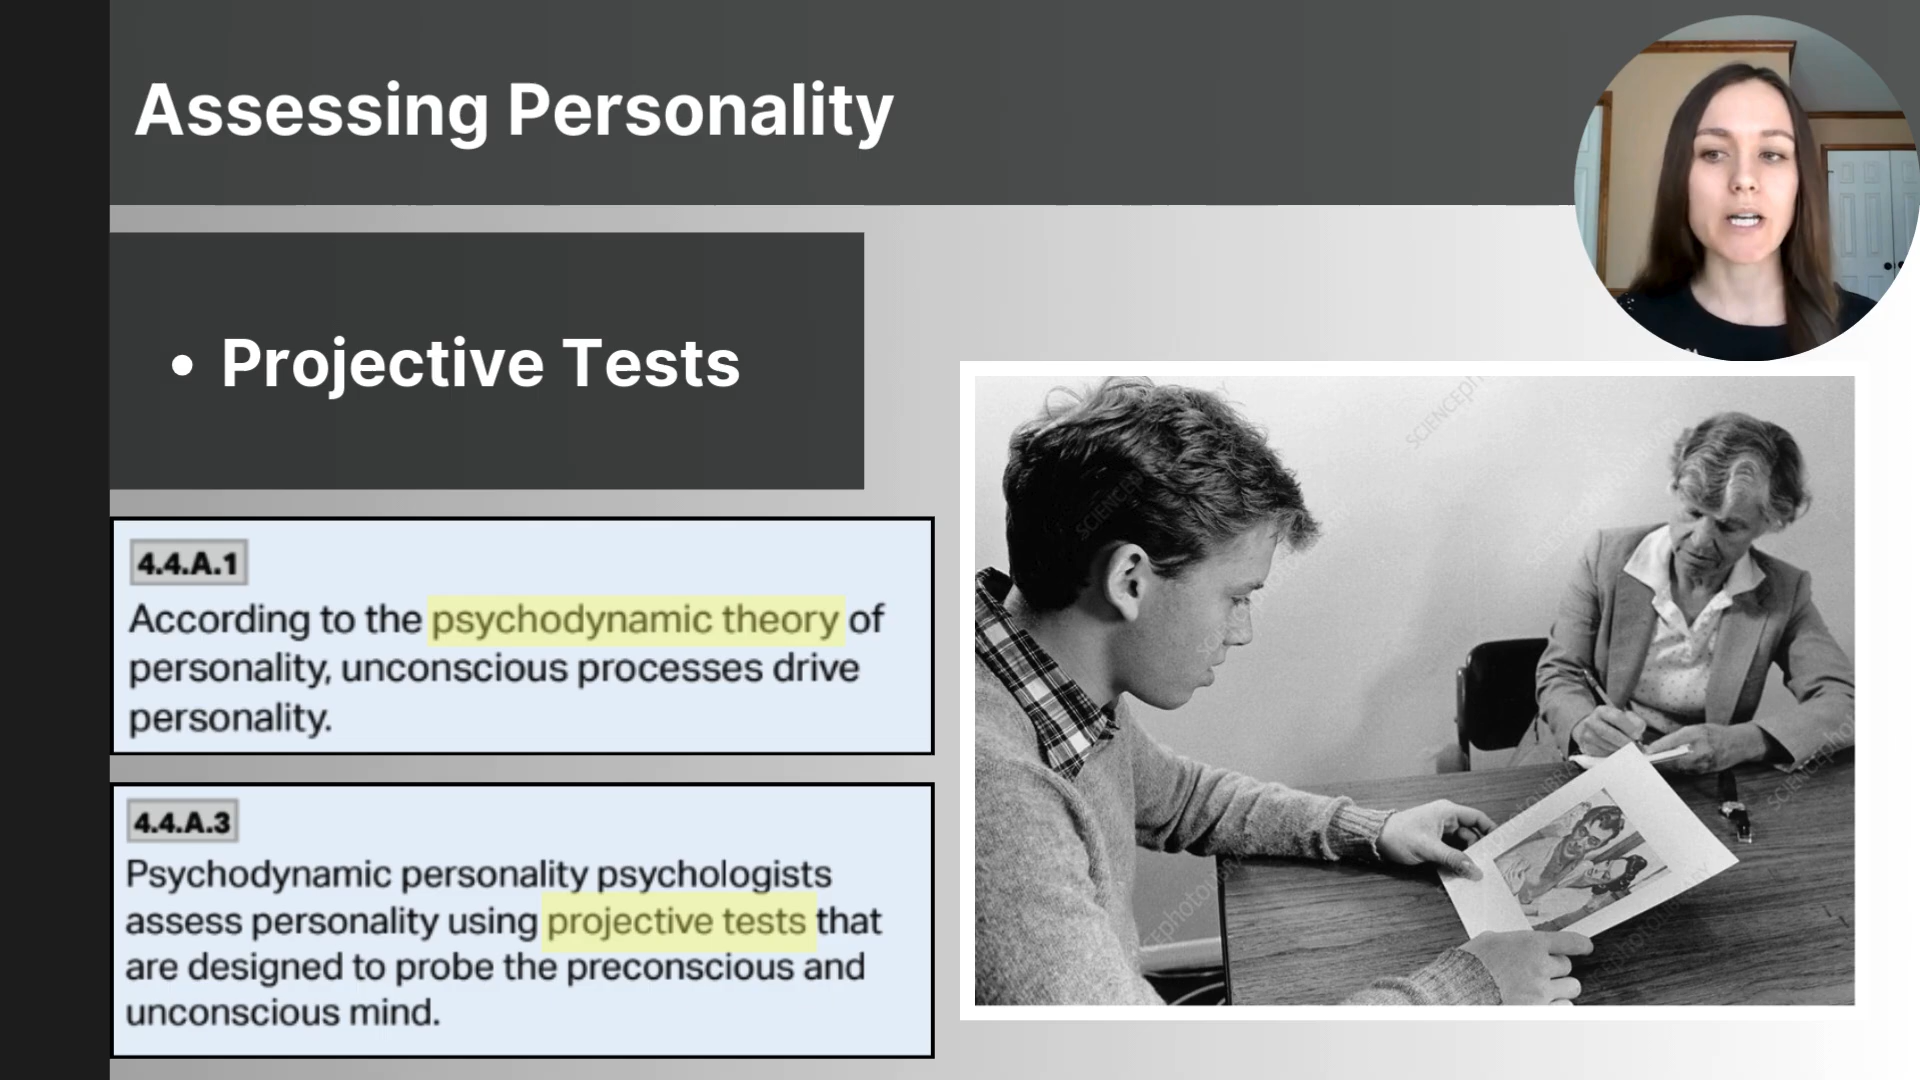 Assessing Personality
• Projective Tests
4.4.A.1
According to the psychodynamic theory of
personality, unconscious processes drive
personality.
4.4.A.3
Psychodynamic personality psychologists
assess personality using projective tests that
are designed to probe the preconscious and
unconscious mind.